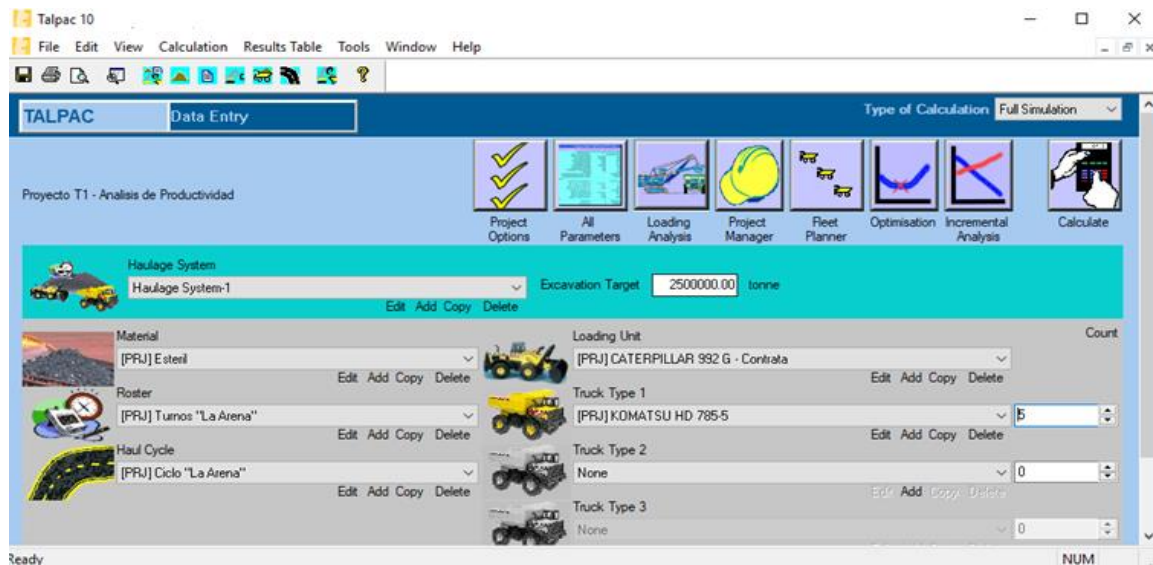 Talpac 10
File Edit View Calculation Results Table Tools Window Help
TALPAC Data Entry Type of Calculation Full Simulation
Proyecto T1 - Analisis de Productividad
Project Options All Parameters Loading Analysis Project Manager Fleet Planner Optimisation Incremental Analysis Calculate
Haulage System
Haulage System-1 Excavation Target 2500000.00 tonne
Edit Add Copy Delete
Material Loading Unit Count
[PRJ] Esteril [PRJ] CATERPILLAR 992 G - Contrata
Edit Add Copy Delete Edit Add Copy Delete
Roster Truck Type 1
[PRJ] Turnos "La Arena" [PRJ] KOMATSU HD 785-5 5
Edit Add Copy Delete Edit Add Copy Delete
Haul Cycle Truck Type 2
[PRJ] Ciclo "La Arena" None 0
Edit Add Copy Delete Edit Add Copy Delete
Truck Type 3
None 0
Ready NUM